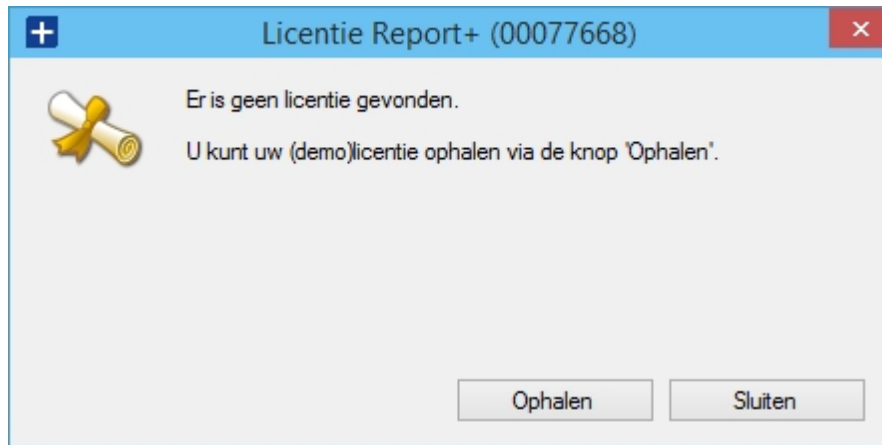 Licentie Report+ (00077668)
Er is geen licentie gevonden.
U kunt uw (demo)licentie ophalen via de knop 'Ophalen'.
Ophalen
Sluiten